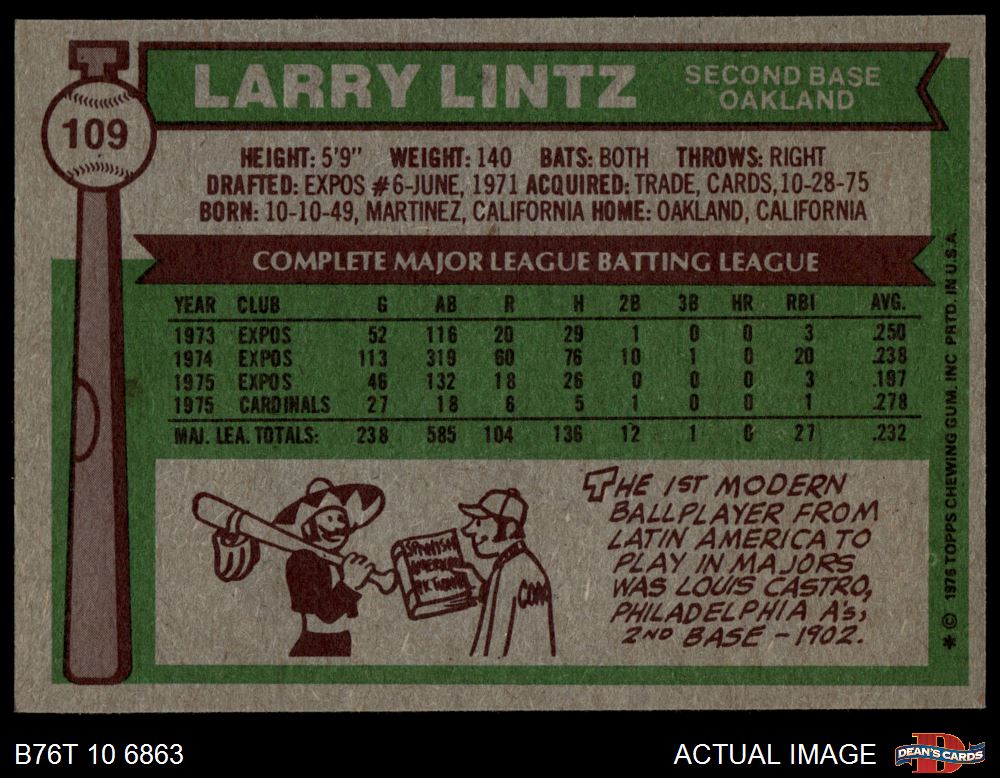 109
LARRY LINTZ
SECOND BASE
OAKLAND
HEIGHT: 5'9" WEIGHT: 140 BATS: BOTH THROWS: RIGHT
DRAFTED: EXPOS #6-JUNE, 1971 ACQUIRED: TRADE, CARDS, 10-28-75
BORN: 10-10-49, MARTINEZ, CALIFORNIA HOME: OAKLAND, CALIFORNIA
COMPLETE MAJOR LEAGUE BATTING LEAGUE
YEAR CLUB G AB R H 2B 3B HR RBI AVG.
1973 EXPOS 52 116 20 29 1 0 0 3 .250
1974 EXPOS 113 319 60 76 10 1 0 20 .238
1975 EXPOS 46 132 18 26 0 0 0 3 .197
1975 CARDINALS 27 18 6 5 1 0 0 1 .278
MAJ. LEA. TOTALS: 238 585 104 136 12 1 0 27 .232
SPANISH
AMERICAN
THE 1ST MODERN
BALLPLAYER FROM
LATIN AMERICA TO
PLAY IN MAJORS
WAS LOUIS CASTRO,
PHILADELPHIA A's,
2ND BASE - 1902.
* © 1976 TOPPS CHEWING GUM. INC PRTD. IN U.S.A.
B76T 10 6863
ACTUAL IMAGE
DEAN'S CARDS